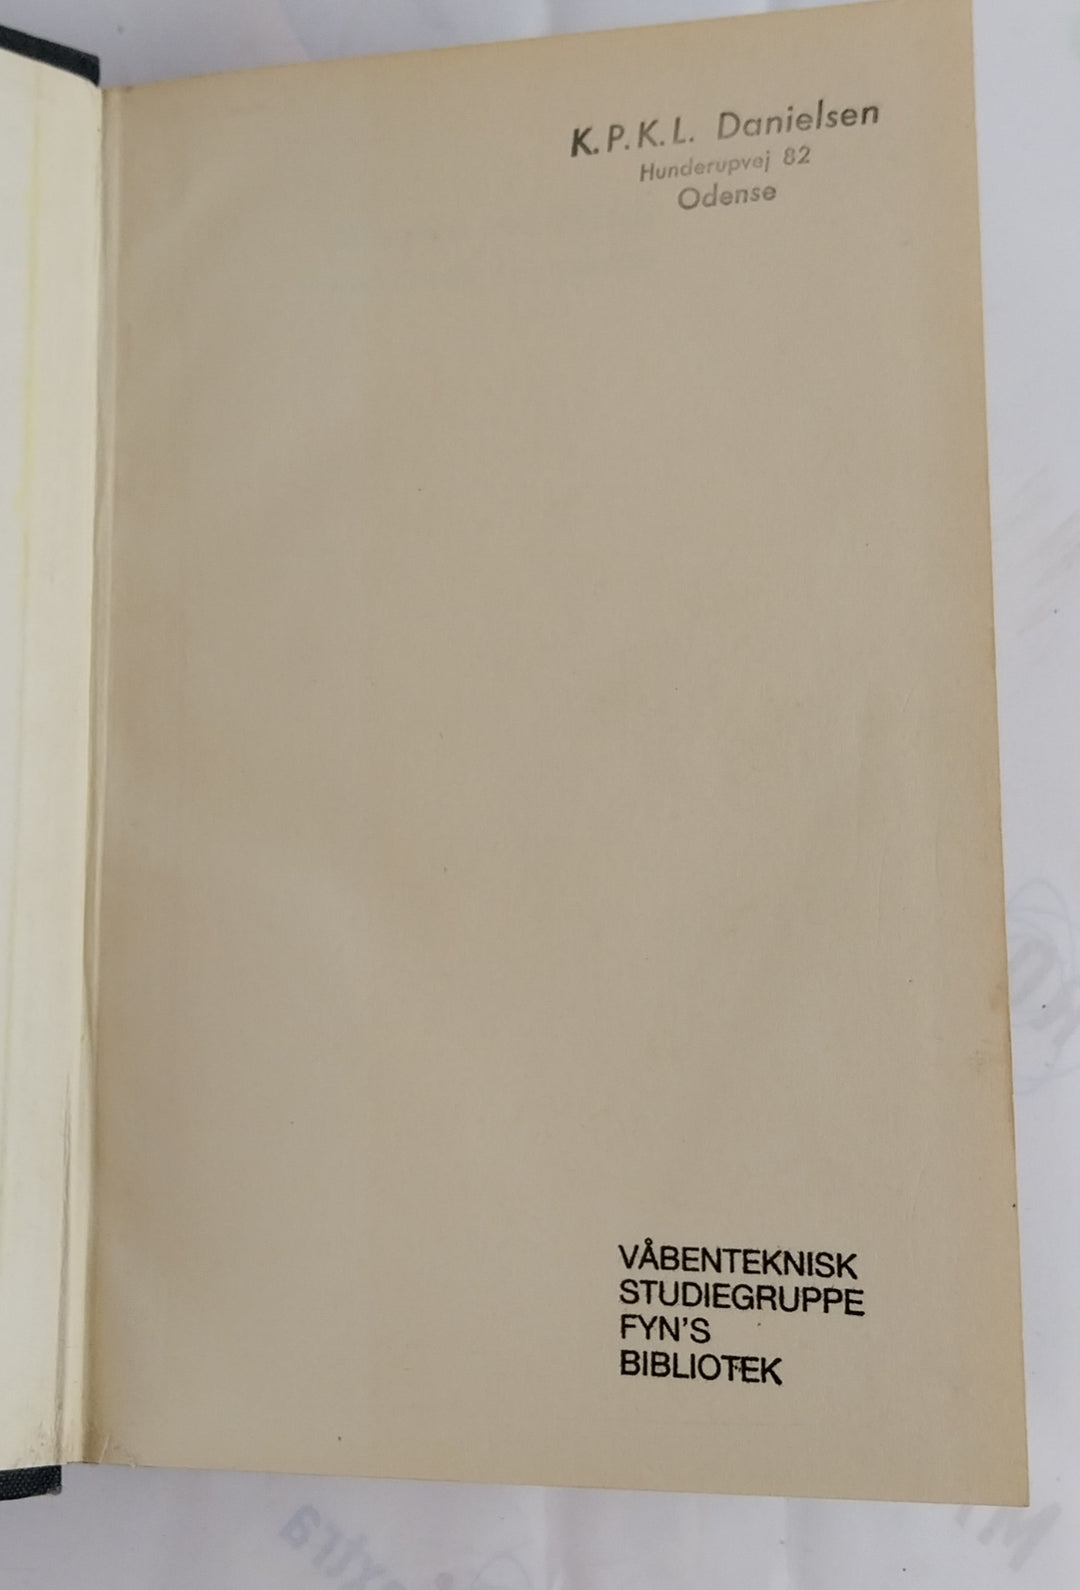 K. P. K. L. Danielsen
Hunderupvej 82
Odense
VÅBENTEKNISK
STUDIEGRUPPE
FYN'S
BIBLIOTEK